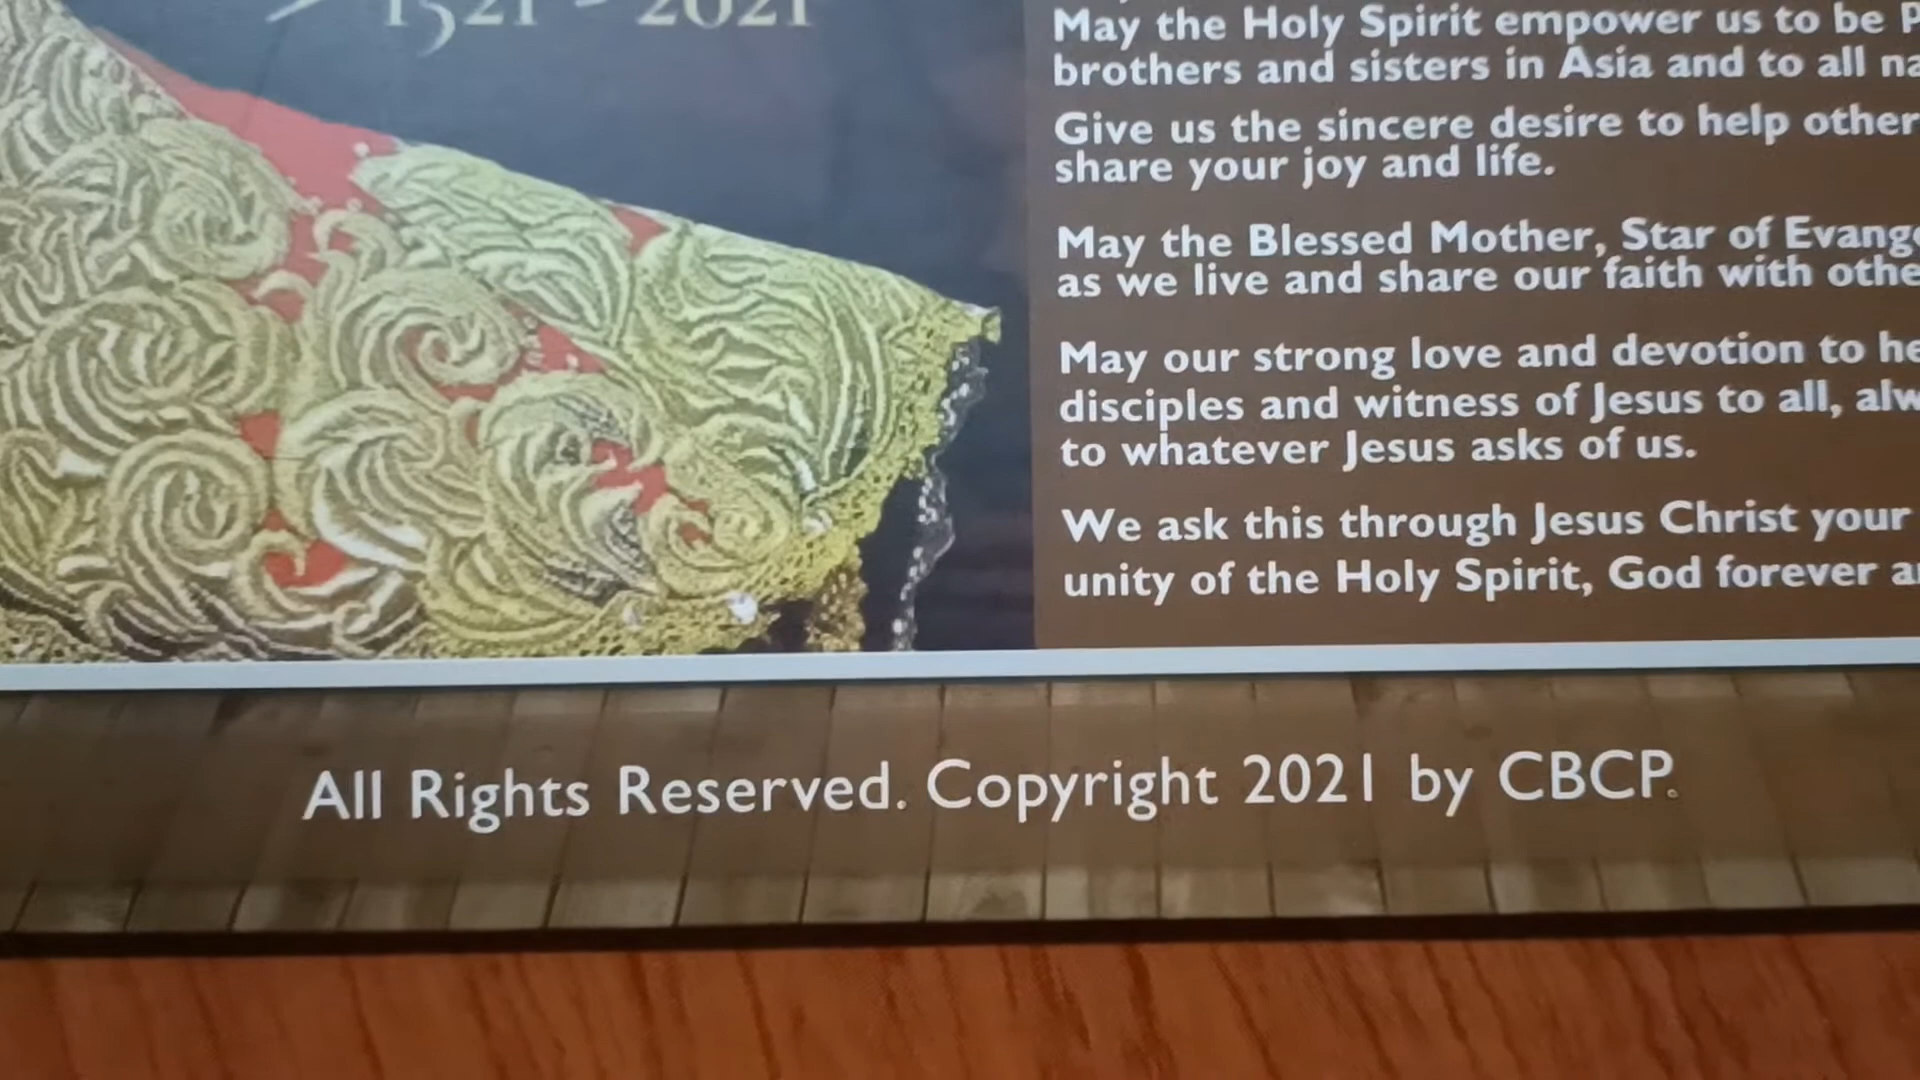 1521 - 2021
May the Holy Spirit empower us to be
brothers and sisters in Asia and to all
Give us the sincere desire to help other
share your joy and life.
May the Blessed Mother, Star of
as we live and share our faith with
May our strong love and devotion to
disciples and witness of Jesus to all,
to whatever Jesus asks of us.
We ask this through Jesus Christ your
unity of the Holy Spirit, God forever
All Rights Reserved. Copyright 2021 by CBCP.